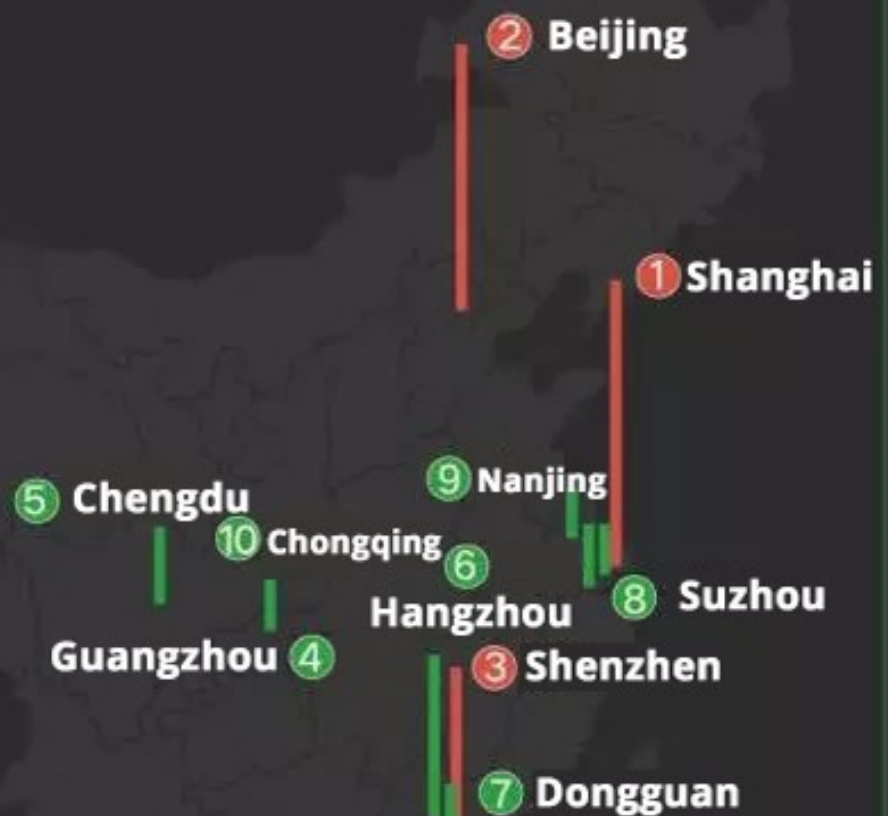 2 Beijing
1 Shanghai
9 Nanjing
5 Chengdu
10 Chongqing
6
Hangzhou
8 Suzhou
Guangzhou 4
3 Shenzhen
7 Dongguan